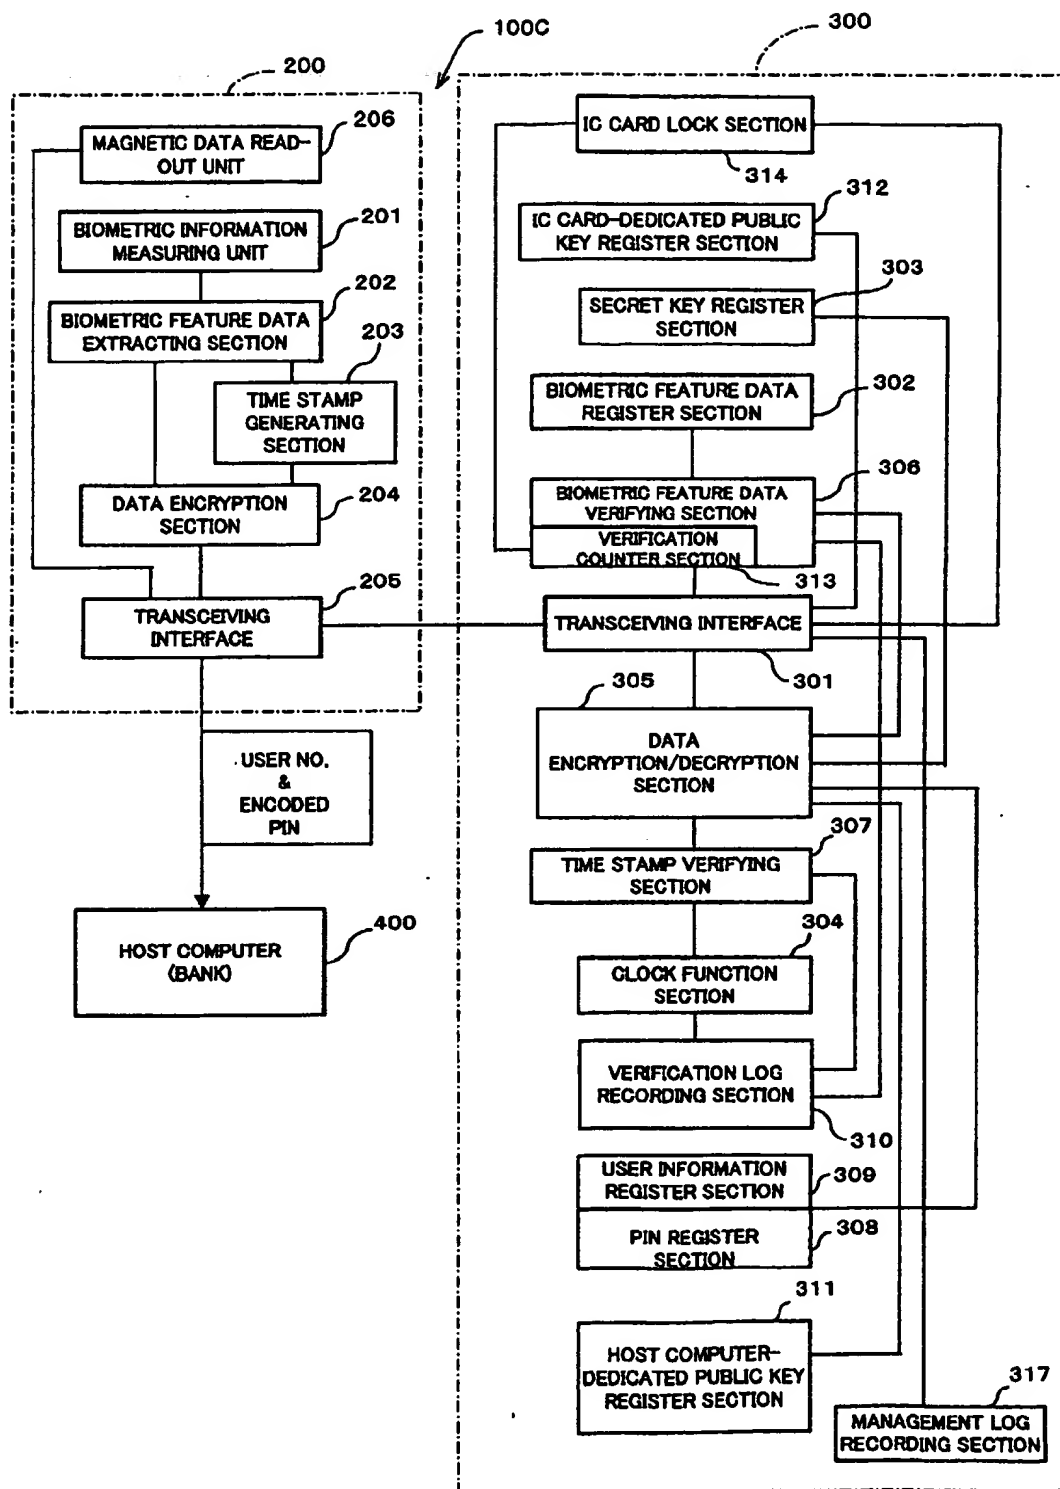 100C
300
200
206
MAGNETIC DATA READ-
OUT UNIT
201
BIOMETRIC INFORMATION
MEASURING UNIT
202
BIOMETRIC FEATURE DATA
EXTRACTING SECTION
203
TIME STAMP
GENERATING
SECTION
204
DATA ENCRYPTION
SECTION
205
TRANSCEIVING
INTERFACE
USER NO.
&
ENCODED
PIN
400
HOST COMPUTER
(BANK)
IC CARD LOCK SECTION
314
312
IC CARD-DEDICATED PUBLIC
KEY REGISTER SECTION
303
SECRET KEY REGISTER
SECTION
302
BIOMETRIC FEATURE DATA
REGISTER SECTION
306
BIOMETRIC FEATURE DATA
VERIFYING SECTION
VERIFICATION
COUNTER SECTION
313
TRANSCEIVING INTERFACE
301
305
DATA
ENCRYPTION/DECRYPTION
SECTION
307
TIME STAMP VERIFYING
SECTION
304
CLOCK FUNCTION
SECTION
VERIFICATION LOG
RECORDING SECTION
310
USER INFORMATION
REGISTER SECTION
309
PIN REGISTER
SECTION
308
311
HOST COMPUTER-
DEDICATED PUBLIC KEY
REGISTER SECTION
317
MANAGEMENT LOG
RECORDING SECTION